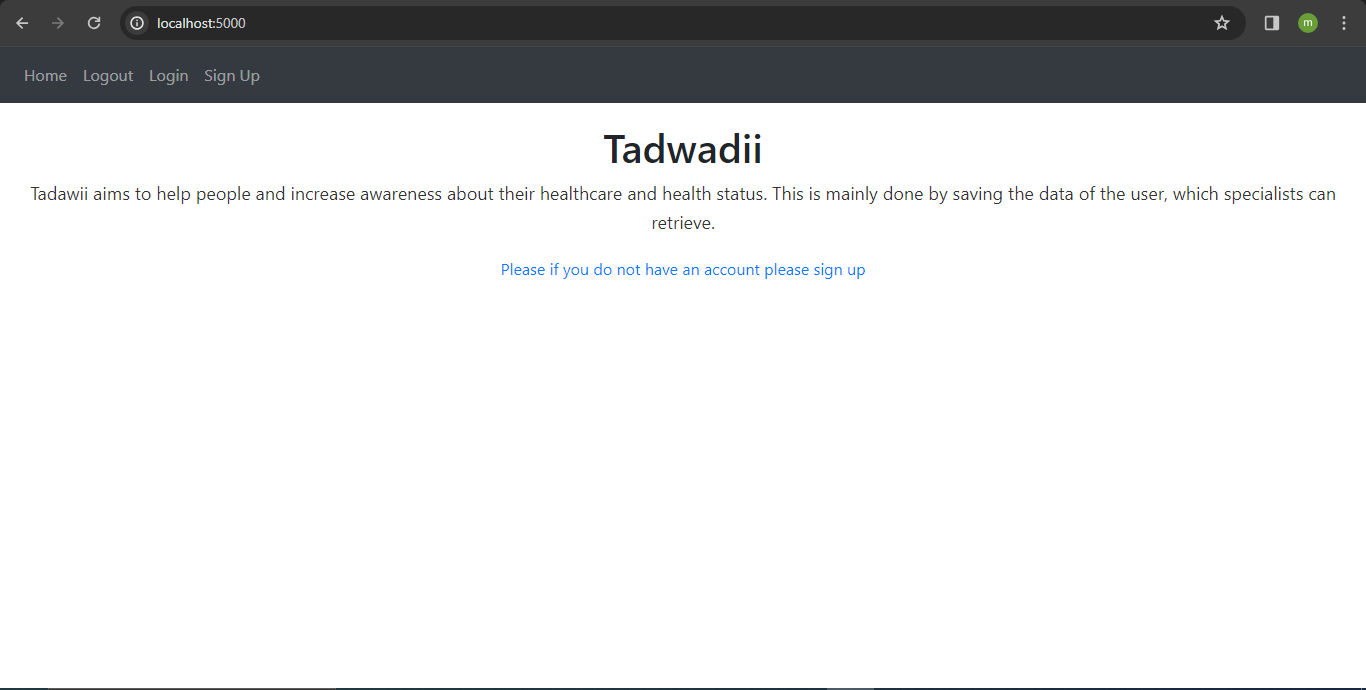 localhost:5000
m
Home Logout Login Sign Up
Tadwadii
Tadawii aims to help people and increase awareness about their healthcare and health status. This is mainly done by saving the data of the user, which specialists can
retrieve.
Please if you do not have an account please sign up